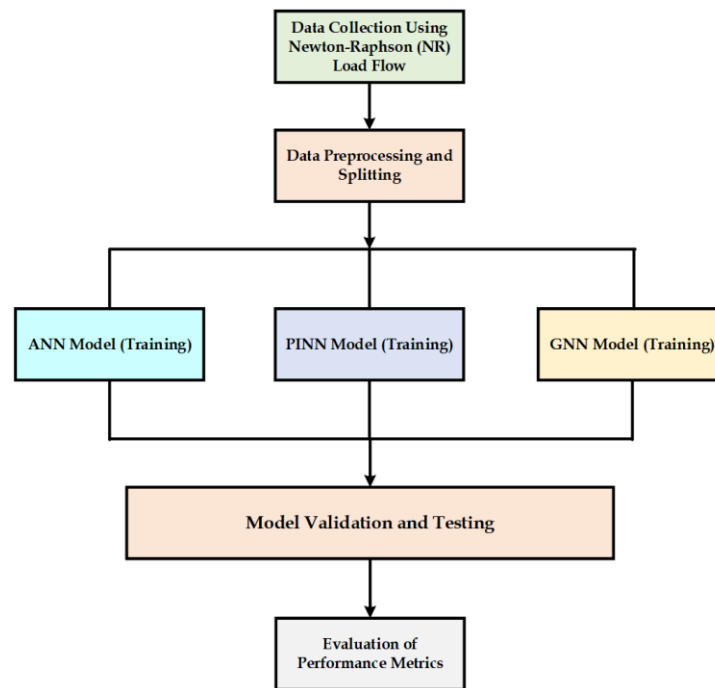 Data Collection Using
Newton-Raphson (NR)
Load Flow
Data Preprocessing and
Splitting
ANN Model (Training)
PINN Model (Training)
GNN Model (Training)
Model Validation and Testing
Evaluation of
Performance Metrics